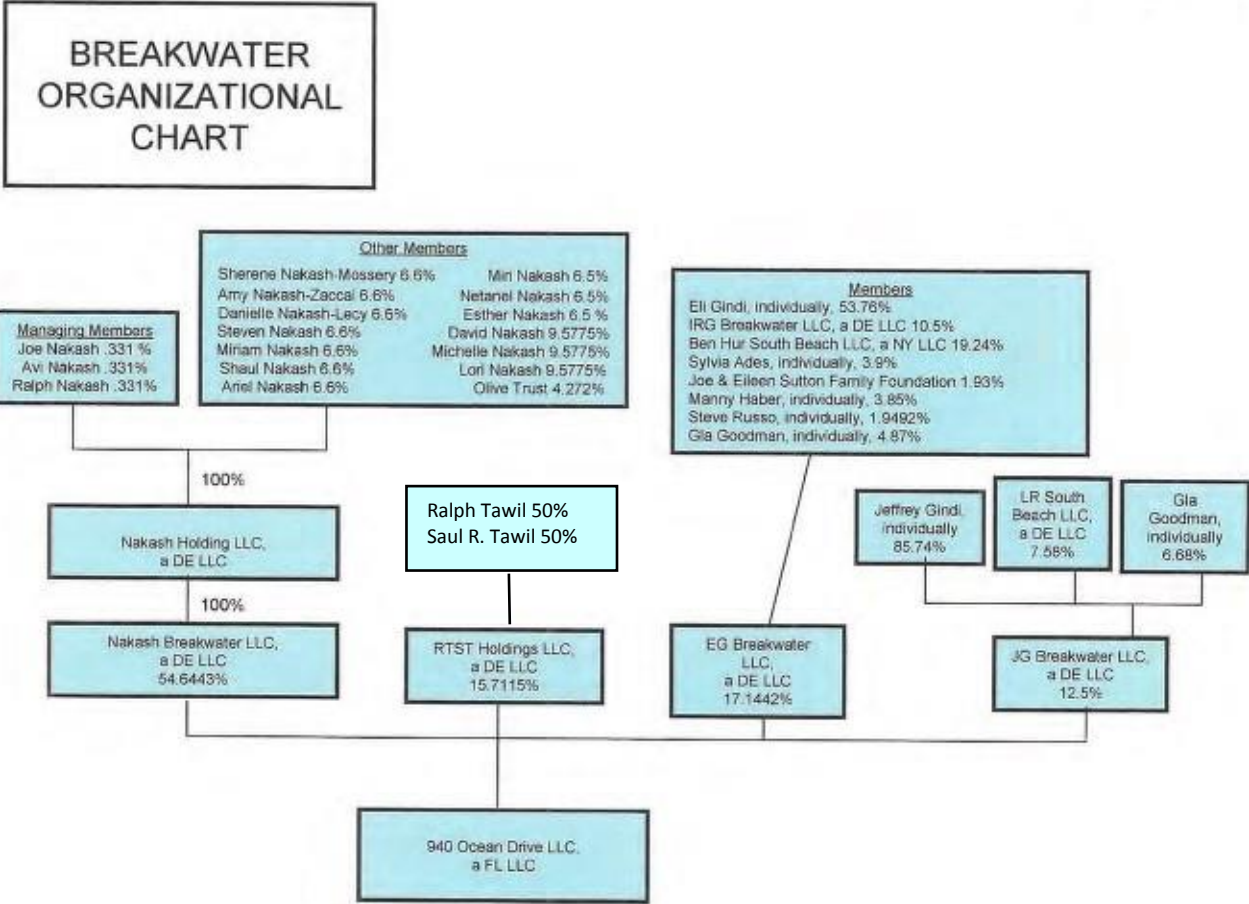 BREAKWATER
ORGANIZATIONAL
CHART
Other Members
Sherene Nakash-Mossery 6.6%
Amy Nakash-Zaccai 6.6%
Danielle Nakash-Lecy 6.6%
Steven Nakash 6.6%
Miriam Nakash 6.6%
Shaul Nakash 6.6%
Ariel Nakash 6.6%
Miri Nakash 6.5%
Netanel Nakash 6.5%
Esther Nakash 6.5 %
David Nakash 9.5775%
Michelle Nakash 9.5775%
Lori Nakash 9.5775%
Olive Trust 4.272%
Managing Members
Joe Nakash .331 %
Avi Nakash .331%
Ralph Nakash .331%
Members
Eli Gindi, individually, 53.76%
IRG Breakwater LLC, a DE LLC 10.5%
Ben Hur South Beach LLC, a NY LLC 19.24%
Sylvia Ades, individually, 3.9%
Joe & Eileen Sutton Family Foundation 1.93%
Manny Haber, individually, 3.85%
Steve Russo, individually, 1.9492%
Gla Goodman, individually, 4.87%
100%
Nakash Holding LLC,
a DE LLC
100%
Ralph Tawil 50%
Saul R. Tawil 50%
Jeffrey Gindi,
individually
85.74%
LR South
Beach LLC,
a DE LLC
7.58%
Gla
Goodman,
individually
6.68%
Nakash Breakwater LLC,
a DE LLC
54.6443%
RTST Holdings LLC,
a DE LLC
15.7115%
EG Breakwater
LLC,
a DE LLC
17.1442%
JG Breakwater LLC,
a DE LLC
12.5%
940 Ocean Drive LLC,
a FL LLC